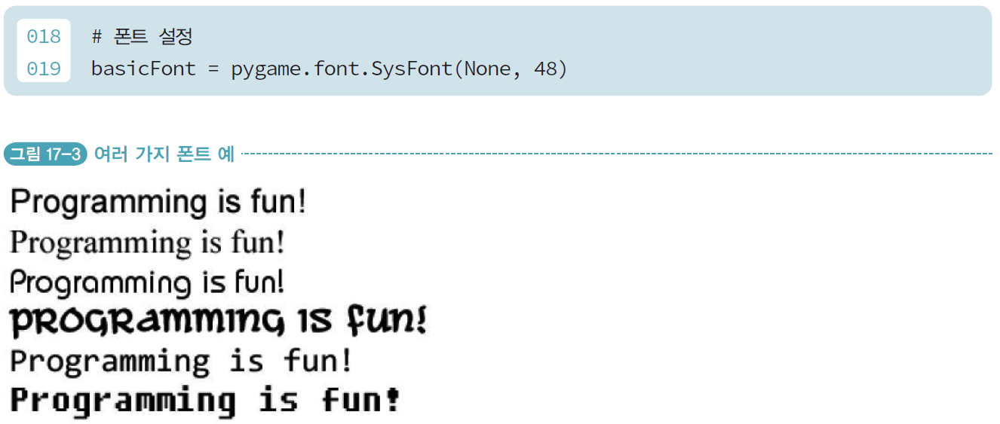 018 # 폰트 설정
019 basicFont = pygame.font.SysFont(None, 48)
그림 17-3 여러 가지 폰트 예
Programming is fun!
Programming is fun!
Programming is fun!
PROGRAMMING IS FUN!
Programming is fun!
Programming is fun!